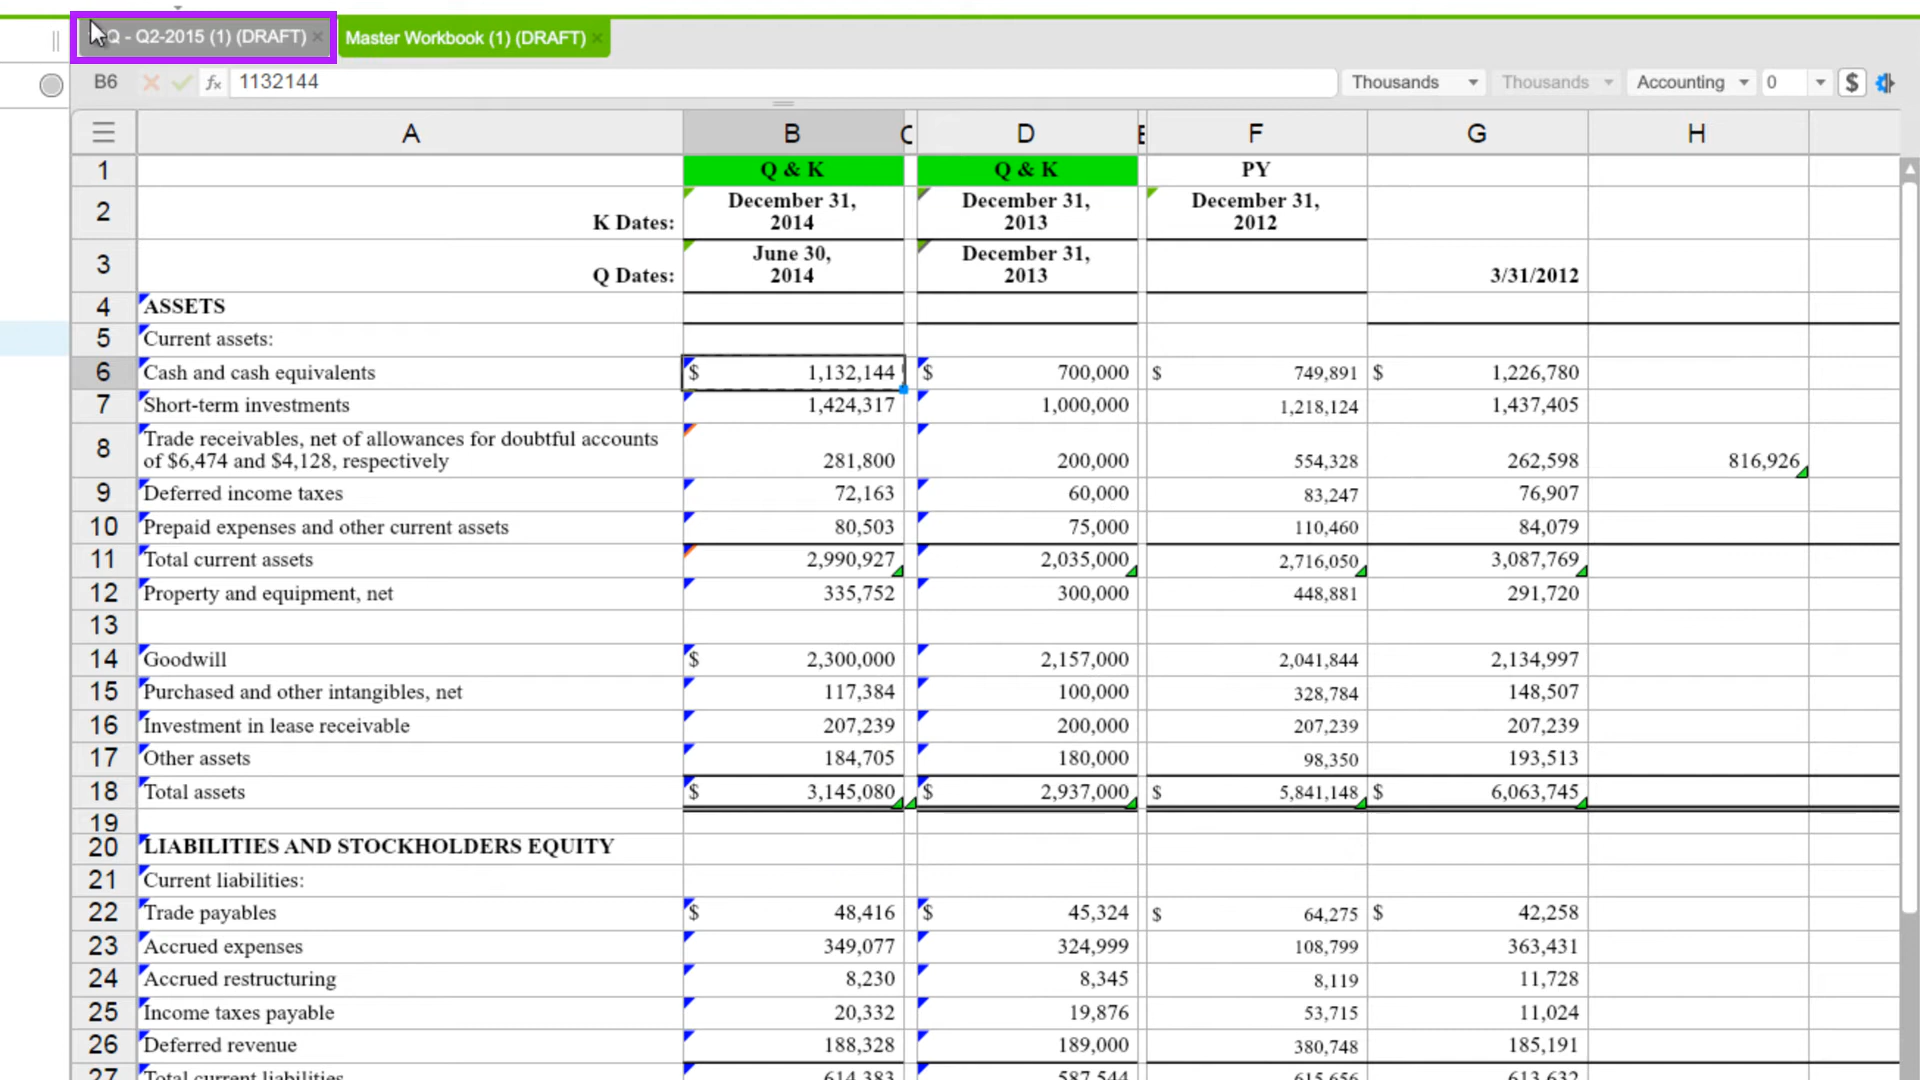 Q - Q2-2015 (1) (DRAFT) × Master Workbook (1) (DRAFT) ×
B6 fx 1132144 Thousands Thousands Accounting 0 $
A B C D E F G H
1 Q & K Q & K PY
2 K Dates: December 31, 2014 December 31, 2013 December 31, 2012
3 Q Dates: June 30, 2014 December 31, 2013 3/31/2012
4 ASSETS
5 Current assets:
6 Cash and cash equivalents $ 1,132,144 $ 700,000 $ 749,891 $ 1,226,780
7 Short-term investments 1,424,317 1,000,000 1,218,124 1,437,405
8 Trade receivables, net of allowances for doubtful accounts
of $6,474 and $4,128, respectively 281,800 200,000 554,328 262,598 816,926
9 Deferred income taxes 72,163 60,000 83,247 76,907
10 Prepaid expenses and other current assets 80,503 75,000 110,460 84,079
11 Total current assets 2,990,927 2,035,000 2,716,050 3,087,769
12 Property and equipment, net 335,752 300,000 448,881 291,720
13
14 Goodwill $ 2,300,000 2,157,000 2,041,844 2,134,997
15 Purchased and other intangibles, net 117,384 100,000 328,784 148,507
16 Investment in lease receivable 207,239 200,000 207,239 207,239
17 Other assets 184,705 180,000 98,350 193,513
18 Total assets $ 3,145,080 $ 2,937,000 $ 5,841,148 $ 6,063,745
19
20 LIABILITIES AND STOCKHOLDERS EQUITY
21 Current liabilities:
22 Trade payables $ 48,416 $ 45,324 $ 64,275 $ 42,258
23 Accrued expenses 349,077 324,999 108,799 363,431
24 Accrued restructuring 8,230 8,345 8,119 11,728
25 Income taxes payable 20,332 19,876 53,715 11,024
26 Deferred revenue 188,328 189,000 380,748 185,191
27 Total current liabilities 614,383 587,544 615,656 613,632